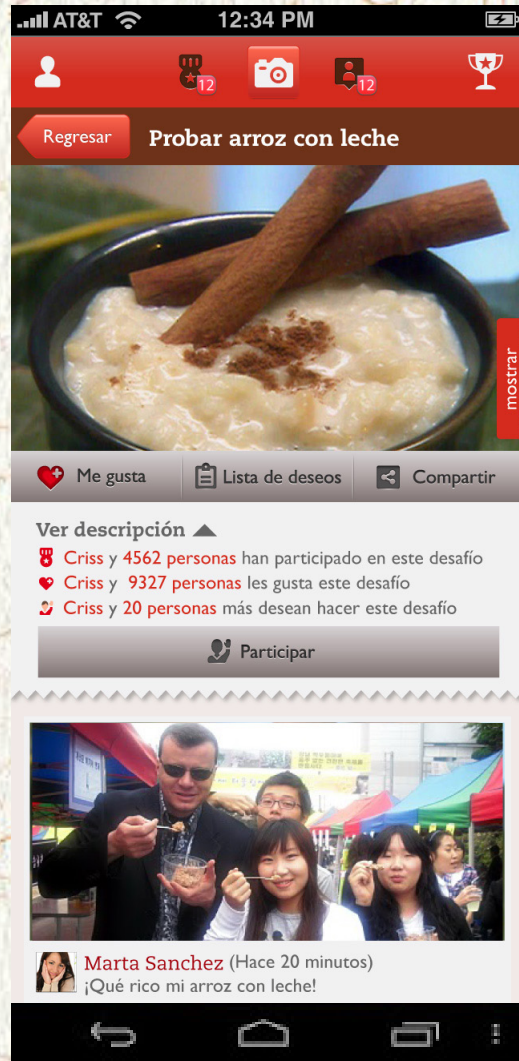 AT&T 12:34 PM
12 12
Regresar Probar arroz con leche
mostrar
Me gusta Lista de deseos Compartir
Ver descripción
Criss y 4562 personas han participado en este desafío
Criss y 9327 personas les gusta este desafío
Criss y 20 personas más desean hacer este desafío
Participar
Marta Sanchez (Hace 20 minutos)
¡Qué rico mi arroz con leche!